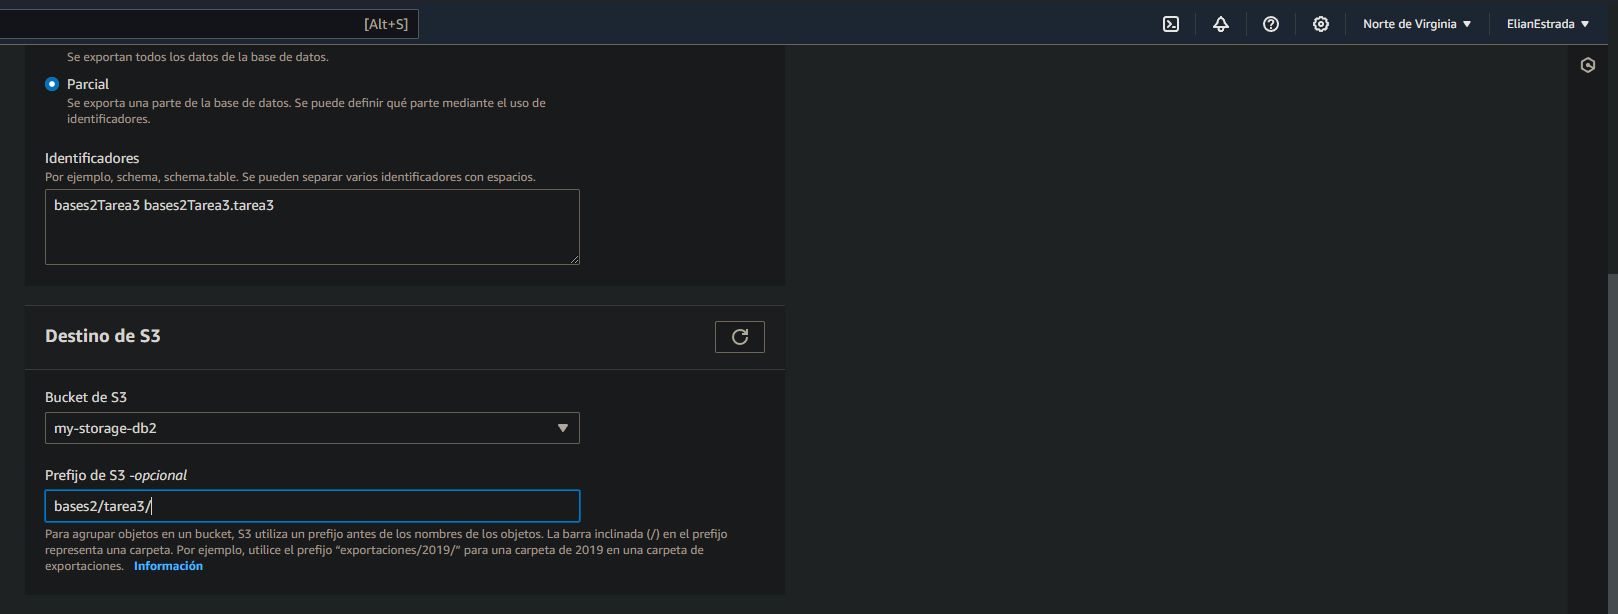 [Alt+S]
Norte de Virginia
ElianEstrada
Se exportan todos los datos de la base de datos.
Parcial
Se exporta una parte de la base de datos. Se puede definir qué parte mediante el uso de
identificadores.
Identificadores
Por ejemplo, schema, schema.table. Se pueden separar varios identificadores con espacios.
bases2Tarea3 bases2Tarea3.tarea3
Destino de S3
Bucket de S3
my-storage-db2
Prefijo de S3 -opcional
bases2/tarea3/
Para agrupar objetos en un bucket, S3 utiliza un prefijo antes de los nombres de los objetos. La barra inclinada (/) en el prefijo
representa una carpeta. Por ejemplo, utilice el prefijo “exportaciones/2019/” para una carpeta de 2019 en una carpeta de
exportaciones. Información